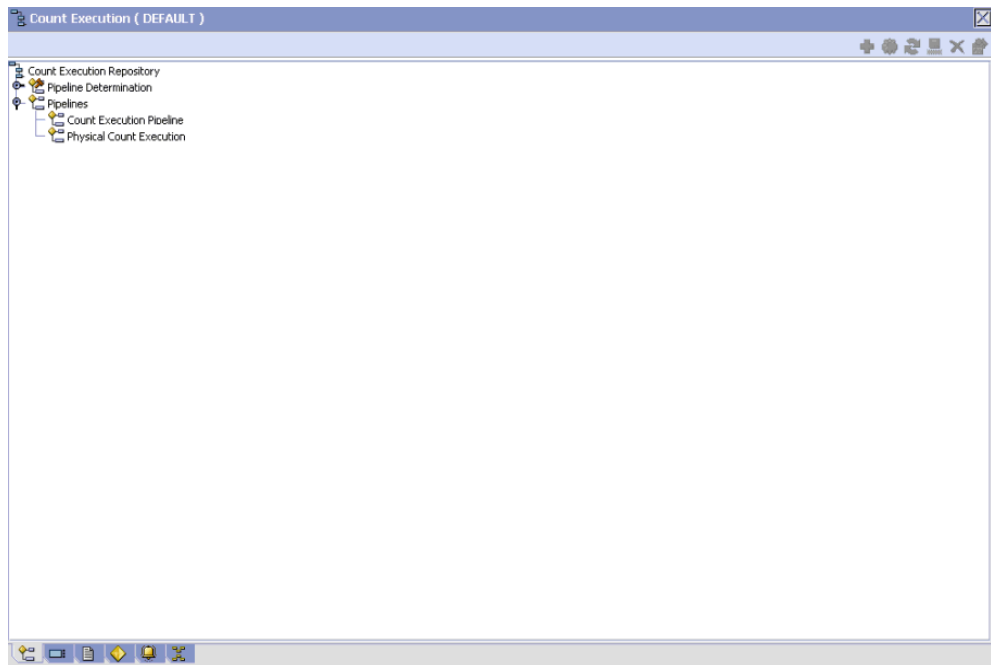 Count Execution ( DEFAULT )
Count Execution Repository
Pipeline Determination
Pipelines
Count Execution Pipeline
Physical Count Execution